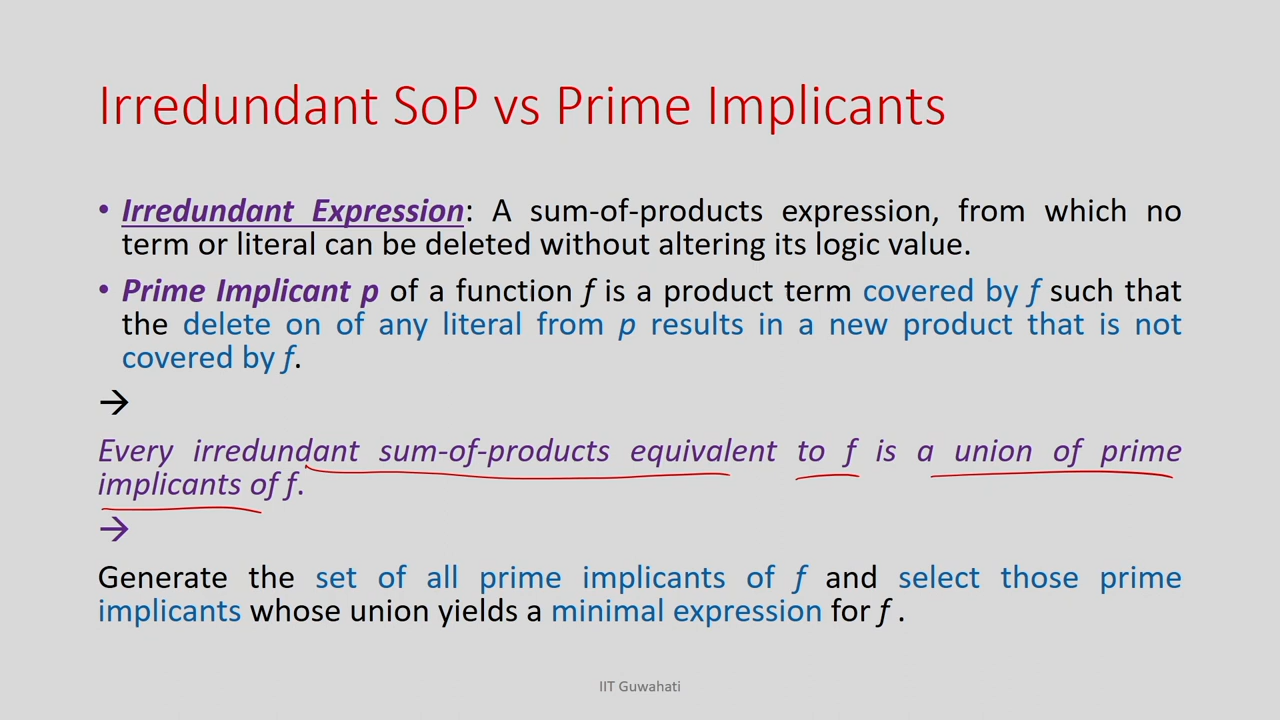 Irredundant SoP vs Prime Implicants
• Irredundant Expression: A sum-of-products expression, from which no
term or literal can be deleted without altering its logic value.
• Prime Implicant p of a function f is a product term covered by f such that
the delete on of any literal from p results in a new product that is not
covered by f.
→
Every irredundant sum-of-products equivalent to f is a union of prime
implicants of f.
→
Generate the set of all prime implicants of f and select those prime
implicants whose union yields a minimal expression for f .
IIT Guwahati